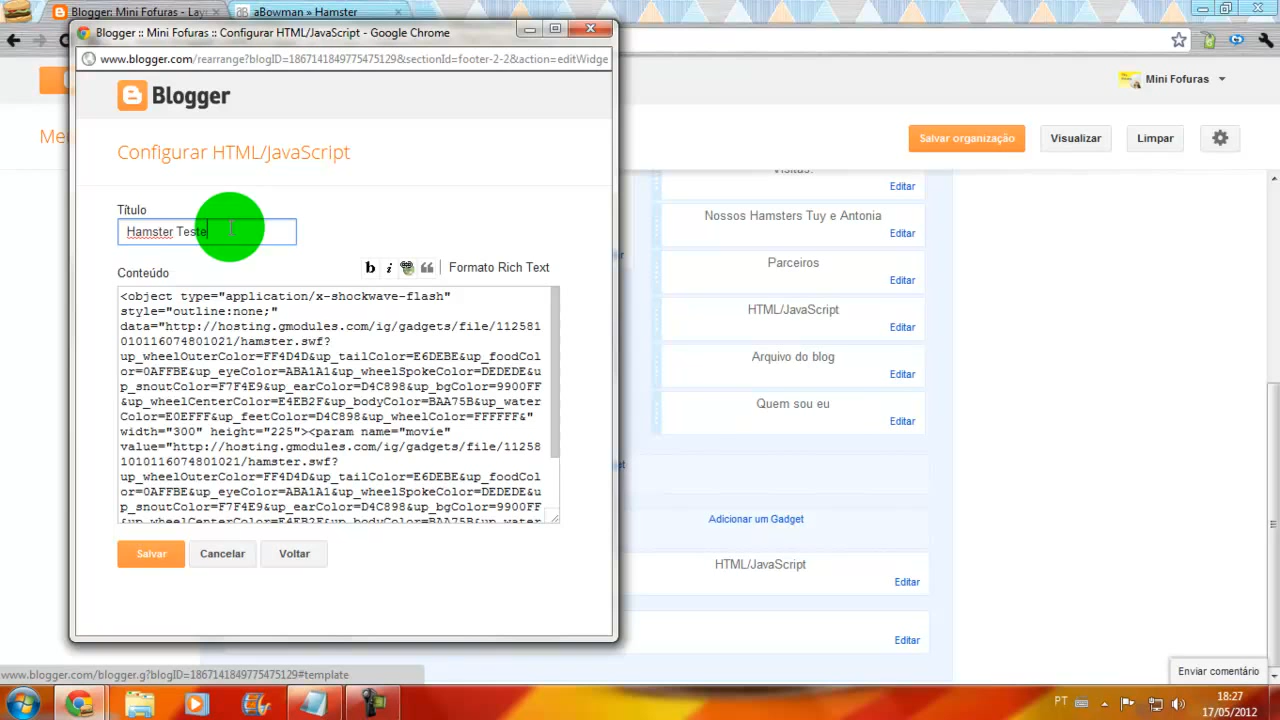 Blogger: Mini Fofuras - Lay
aBowman » Hamster
Blogger :: Mini Fofuras :: Configurar HTML/JavaScript - Google Chrome
www.blogger.com/rearrange?blogID=1867141849775475129&sectionId=footer-2-2&action=editWidge
Blogger
Mini Fofuras
Salvar organização
Visualizar
Limpar
Configurar HTML/JavaScript
Título
Hamster Teste
Conteúdo
b i
Formato Rich Text
<object type="application/x-shockwave-flash"
style="outline:none;"
data="http://hosting.gmodules.com/ig/gadgets/file/112581
010116074801021/hamster.swf?
up_wheelOuterColor=FF4D4D&up_tailColor=E6DEBE&up_foodCol
or=0AFFBE&up_eyeColor=ABA1A1&up_wheelSpokeColor=DEDEDE&u
p_snoutColor=F7F4E9&up_earColor=D4C898&up_bgColor=9900FF
&up_wheelCenterColor=E4EB2F&up_bodyColor=BAA75B&up_water
Color=E0EFFF&up_feetColor=D4C898&up_wheelColor=FFFFFF&"
width="300" height="225"><param name="movie"
value="http://hosting.gmodules.com/ig/gadgets/file/11258
1010116074801021/hamster.swf?
up_wheelOuterColor=FF4D4D&up_tailColor=E6DEBE&up_foodCol
or=0AFFBE&up_eyeColor=ABA1A1&up_wheelSpokeColor=DEDEDE&u
p_snoutColor=F7F4E9&up_earColor=D4C898&up_bgColor=9900FF
&up_wheelCenterColor=E4EB2F&up_bodyColor=BAA75B&up_water
Salvar
Cancelar
Voltar
Visitas:
Editar
Nossos Hamsters Tuy e Antonia
Editar
Parceiros
Editar
HTML/JavaScript
Editar
Arquivo do blog
Editar
Quem sou eu
Editar
Adicionar um Gadget
HTML/JavaScript
Editar
Editar
Enviar comentário
www.blogger.com/blogger.g?blogID=1867141849775475129#template
PT
18:27
17/05/2012